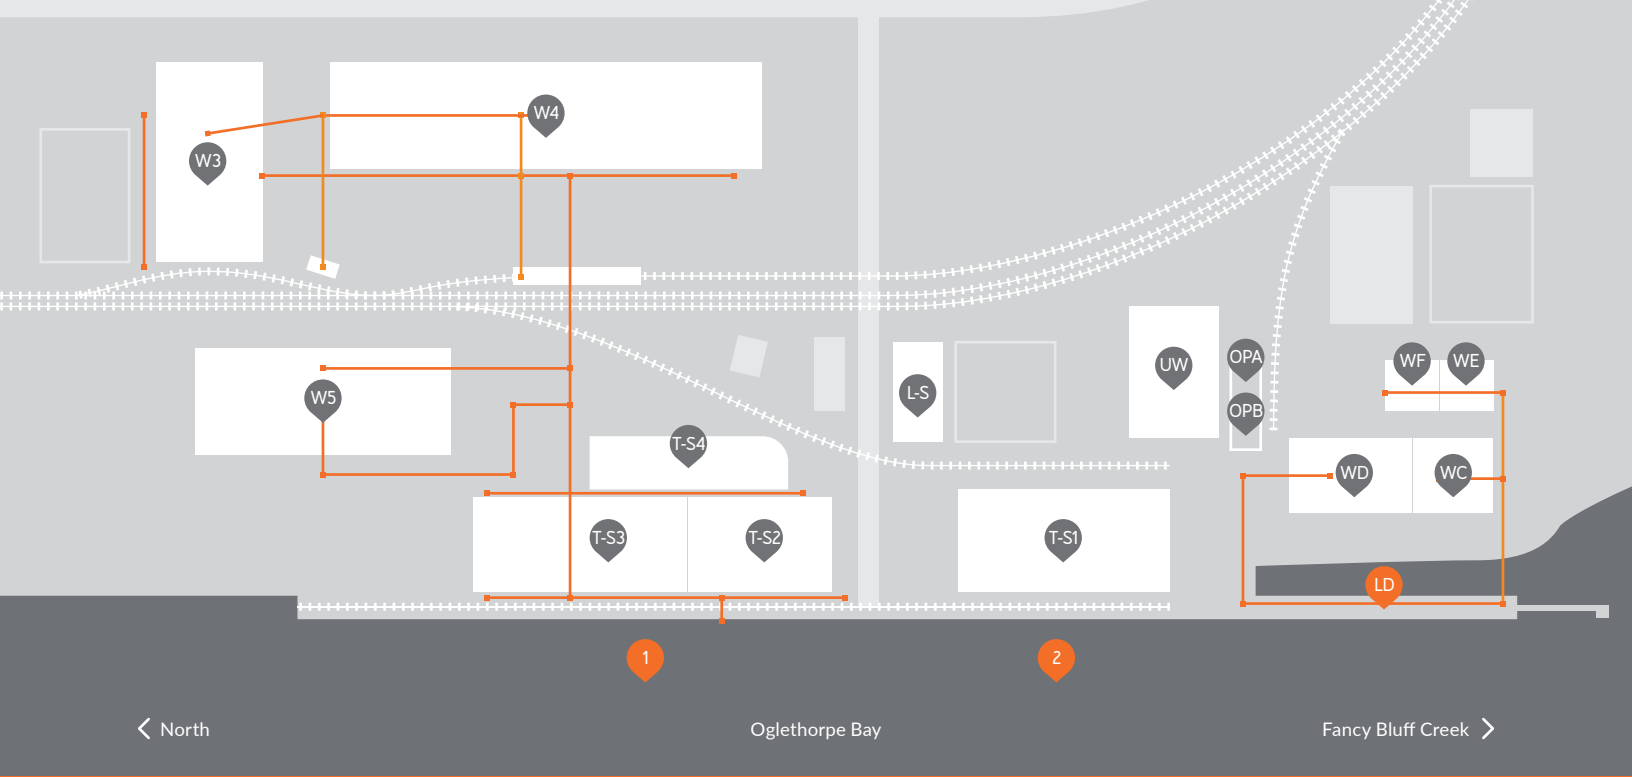 W4
W3
OPA
WF
WE
UW
L-S
W5
OPB
T-S4
WD
WC
T-S3
T-S2
T-S1
LD
1
2
North
Oglethorpe Bay
Fancy Bluff Creek